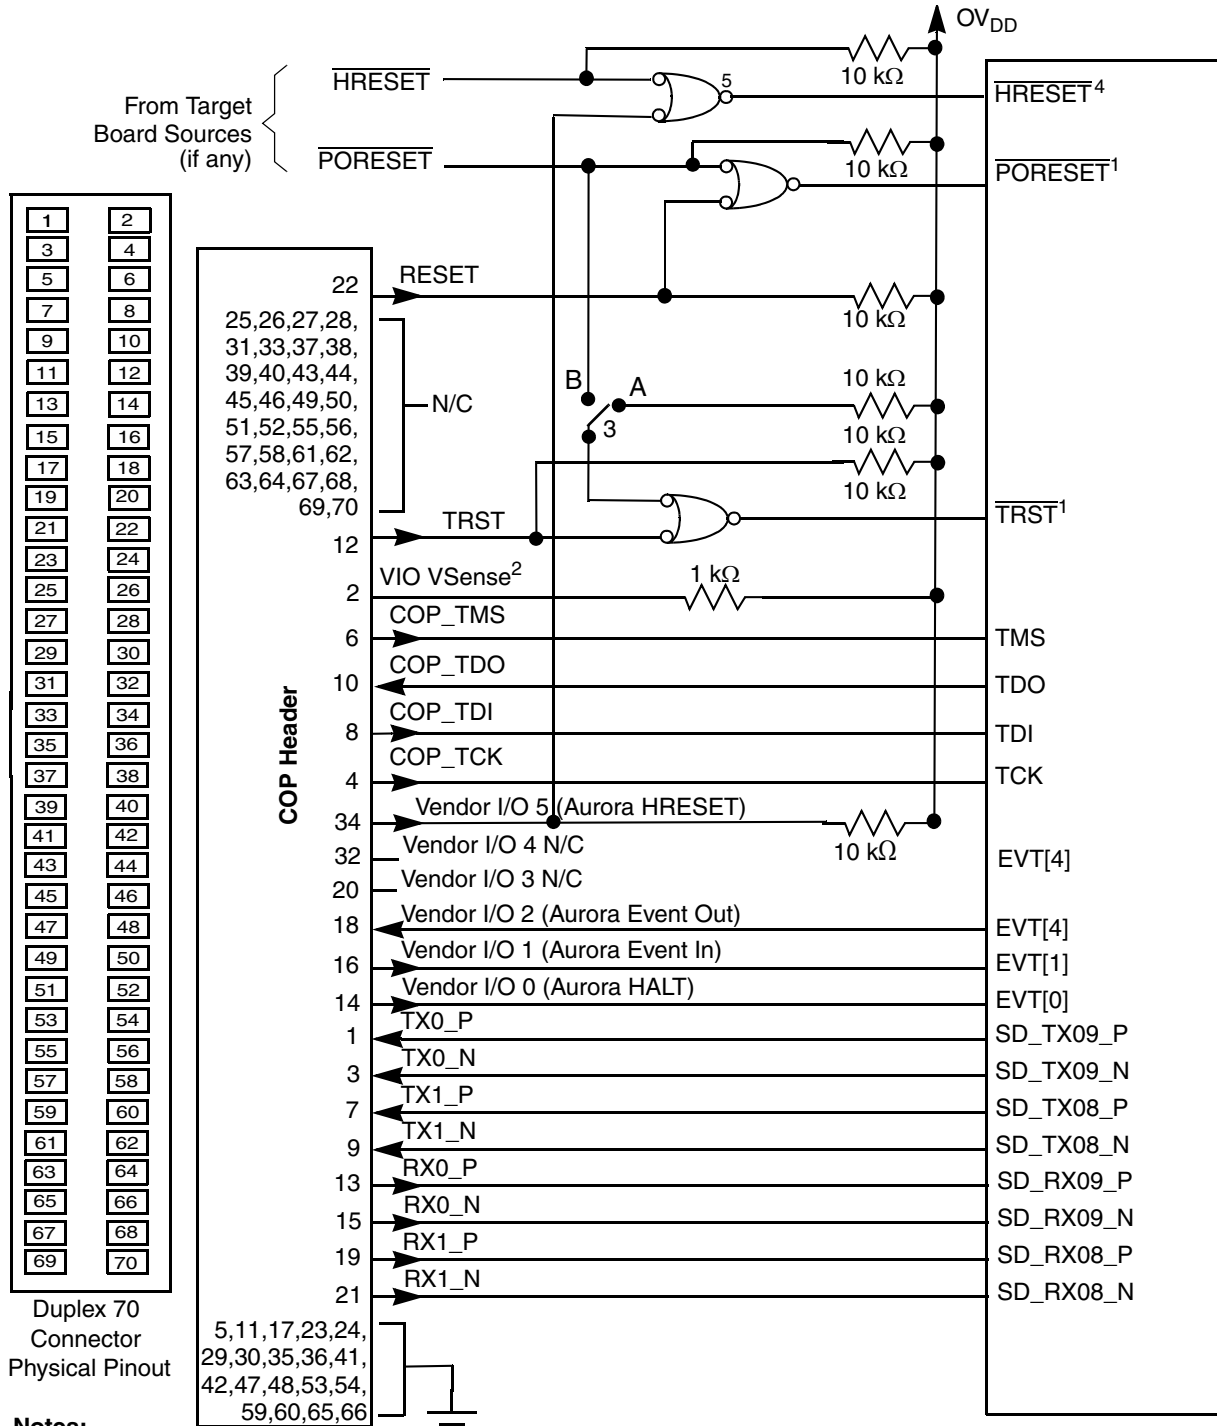 OVDD
10 kΩ
HRESET
5
HRESET4
From Target
Board Sources
(if any)
PORESET
10 kΩ
PORESET1
1 2
3 4
5 6
7 8
9 10
11 12
13 14
15 16
17 18
19 20
21 22
23 24
25 26
27 28
29 30
31 32
33 34
35 36
37 38
39 40
41 42
43 44
45 46
47 48
49 50
51 52
53 54
55 56
57 58
59 60
61 62
63 64
65 66
67 68
69 70
Duplex 70
Connector
Physical Pinout
COP Header
22 RESET
10 kΩ
25,26,27,28,
31,33,37,38,
39,40,43,44,
45,46,49,50,
51,52,55,56,
57,58,61,62,
63,64,67,68,
69,70
N/C
B A
3
10 kΩ
10 kΩ
10 kΩ
12 TRST
TRST1
2 VIO VSense2
1 kΩ
6 COP_TMS TMS
10 COP_TDO TDO
8 COP_TDI TDI
4 COP_TCK TCK
34 Vendor I/O 5 (Aurora HRESET)
10 kΩ
32 Vendor I/O 4 N/C EVT[4]
20 Vendor I/O 3 N/C
18 Vendor I/O 2 (Aurora Event Out) EVT[4]
16 Vendor I/O 1 (Aurora Event In) EVT[1]
14 Vendor I/O 0 (Aurora HALT) EVT[0]
1 TX0_P SD_TX09_P
3 TX0_N SD_TX09_N
7 TX1_P SD_TX08_P
9 TX1_N SD_TX08_N
13 RX0_P SD_RX09_P
15 RX0_N SD_RX09_N
19 RX1_P SD_RX08_P
21 RX1_N SD_RX08_N
5,11,17,23,24,
29,30,35,36,41,
42,47,48,53,54,
59,60,65,66
Notes: